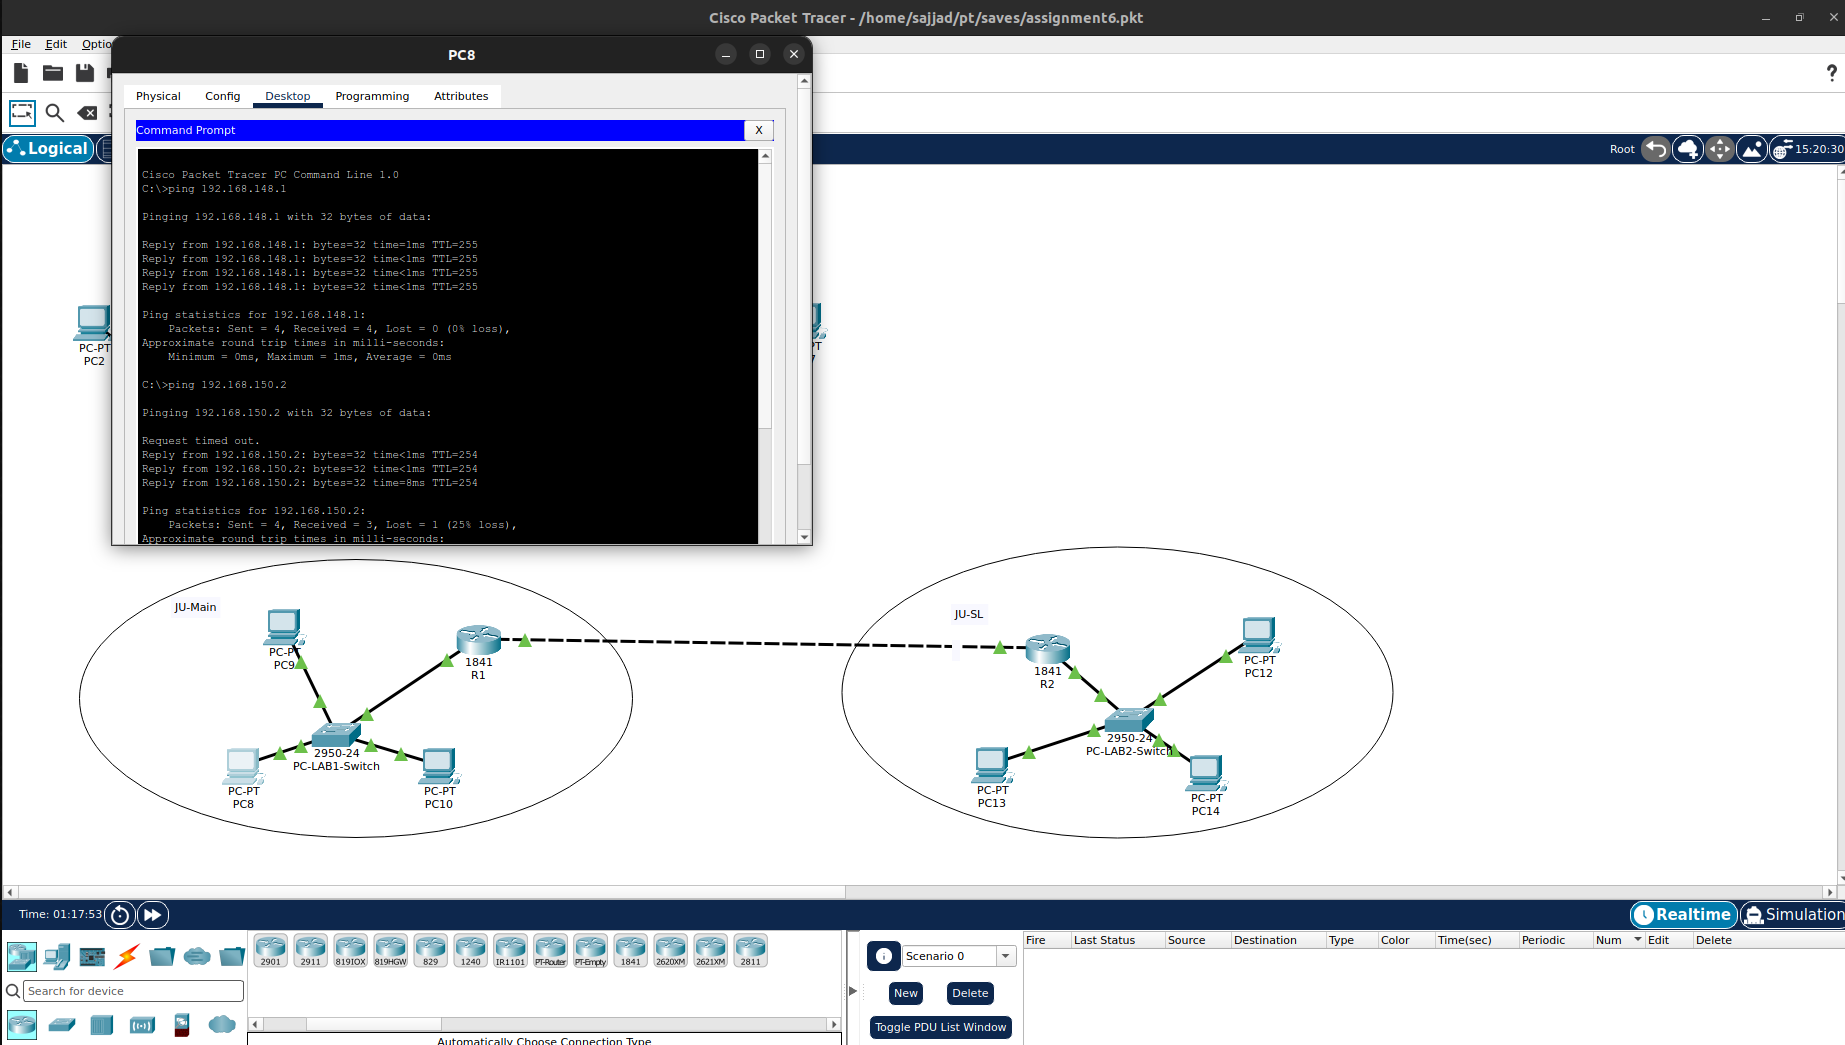 Cisco Packet Tracer - /home/sajjad/pt/saves/assignment6.pkt
File Edit Optio
PC8
?
Physical Config Desktop Programming Attributes
Command Prompt X
Logical
Root 15:20:30
Cisco Packet Tracer PC Command Line 1.0
C:\>ping 192.168.148.1
Pinging 192.168.148.1 with 32 bytes of data:
Reply from 192.168.148.1: bytes=32 time=1ms TTL=255
Reply from 192.168.148.1: bytes=32 time<1ms TTL=255
Reply from 192.168.148.1: bytes=32 time<1ms TTL=255
Reply from 192.168.148.1: bytes=32 time<1ms TTL=255
Ping statistics for 192.168.148.1:
Packets: Sent = 4, Received = 4, Lost = 0 (0% loss),
Approximate round trip times in milli-seconds:
Minimum = 0ms, Maximum = 1ms, Average = 0ms
C:\>ping 192.168.150.2
Pinging 192.168.150.2 with 32 bytes of data:
Request timed out.
Reply from 192.168.150.2: bytes=32 time<1ms TTL=254
Reply from 192.168.150.2: bytes=32 time<1ms TTL=254
Reply from 192.168.150.2: bytes=32 time=8ms TTL=254
Ping statistics for 192.168.150.2:
Packets: Sent = 4, Received = 3, Lost = 1 (25% loss),
Approximate round trip times in milli-seconds:
PC-PT
PC2
PT
7
JU-Main
PC-PT
PC9
1841
R1
2950-24
PC-LAB1-Switch
PC-PT
PC8
PC-PT
PC10
JU-SL
1841
R2
PC-PT
PC12
2950-24
PC-LAB2-Switch
PC-PT
PC13
PC-PT
PC14
Time: 01:17:53
Realtime Simulation
2901 2911 819IOX 819HGW 829 1240 IR1101 PT-Router PT-Empty 1841 2620XM 2621XM 2811
Search for device
Automatically Choose Connection Type
Scenario 0
New Delete
Toggle PDU List Window
Fire Last Status Source Destination Type Color Time(sec) Periodic Num Edit Delete